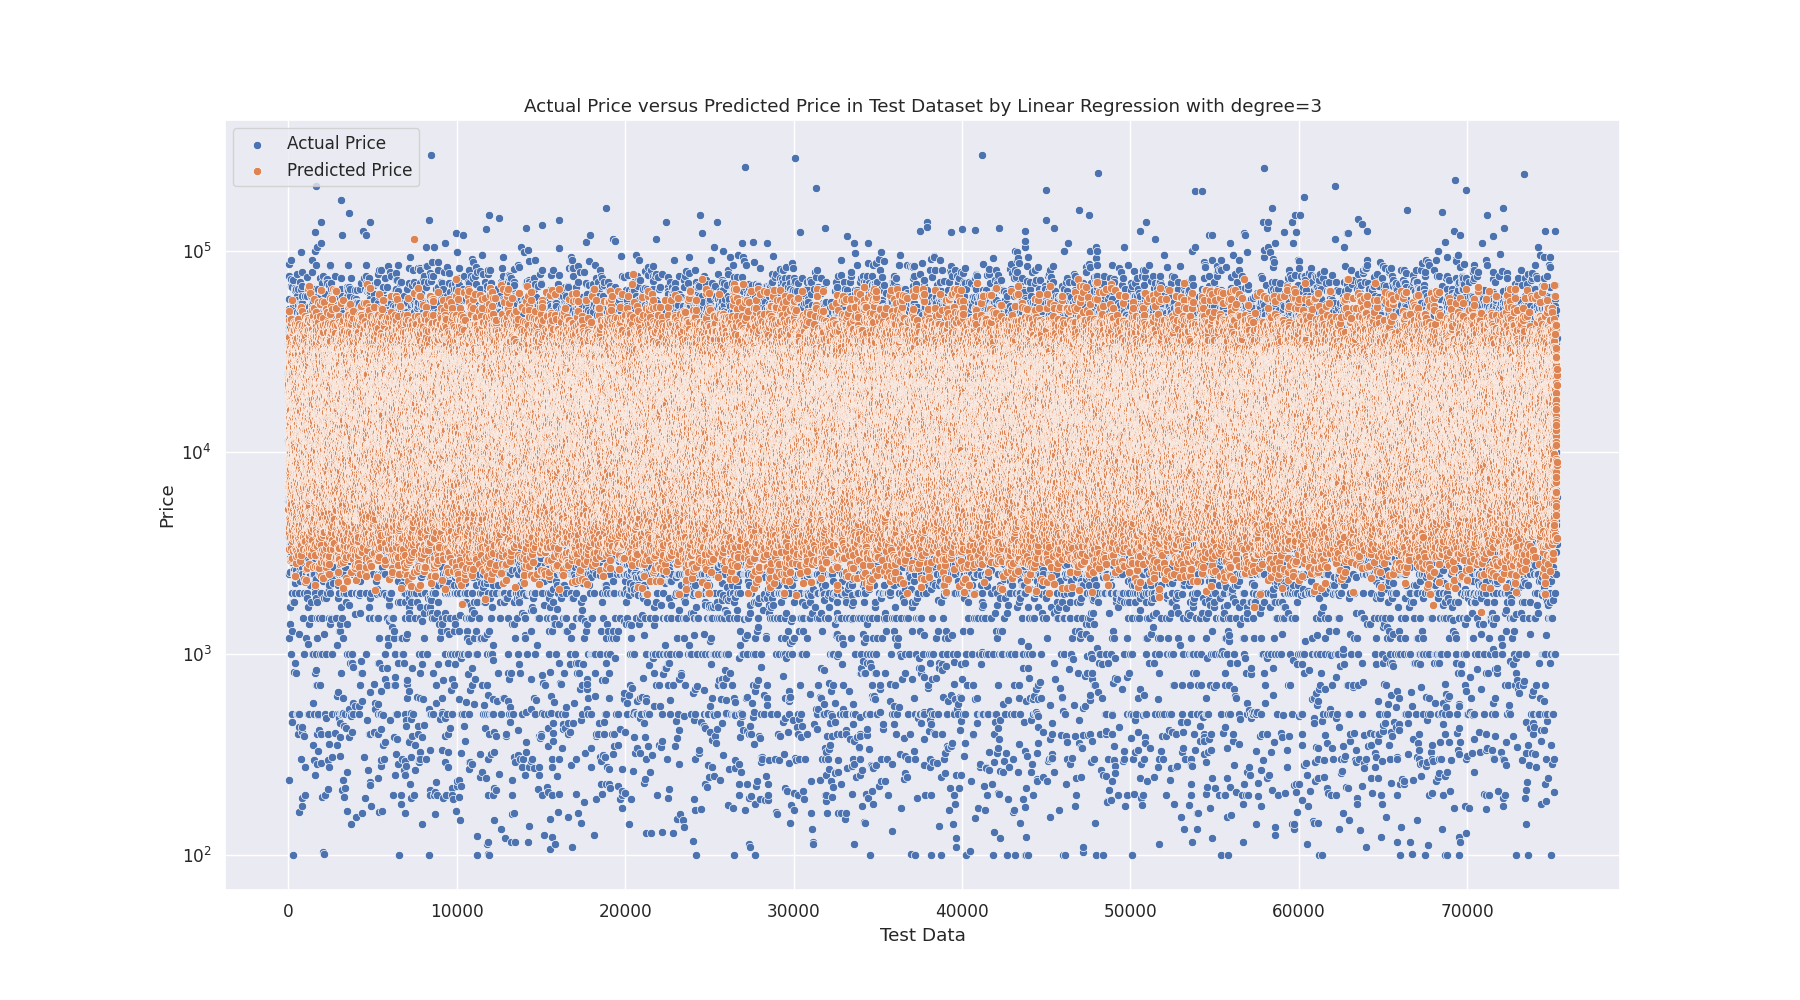 Actual Price versus Predicted Price in Test Dataset by Linear Regression with degree=3
Actual Price
Predicted Price
Price
10^5
10^4
10^3
10^2
0 10000 20000 30000 40000 50000 60000 70000
Test Data